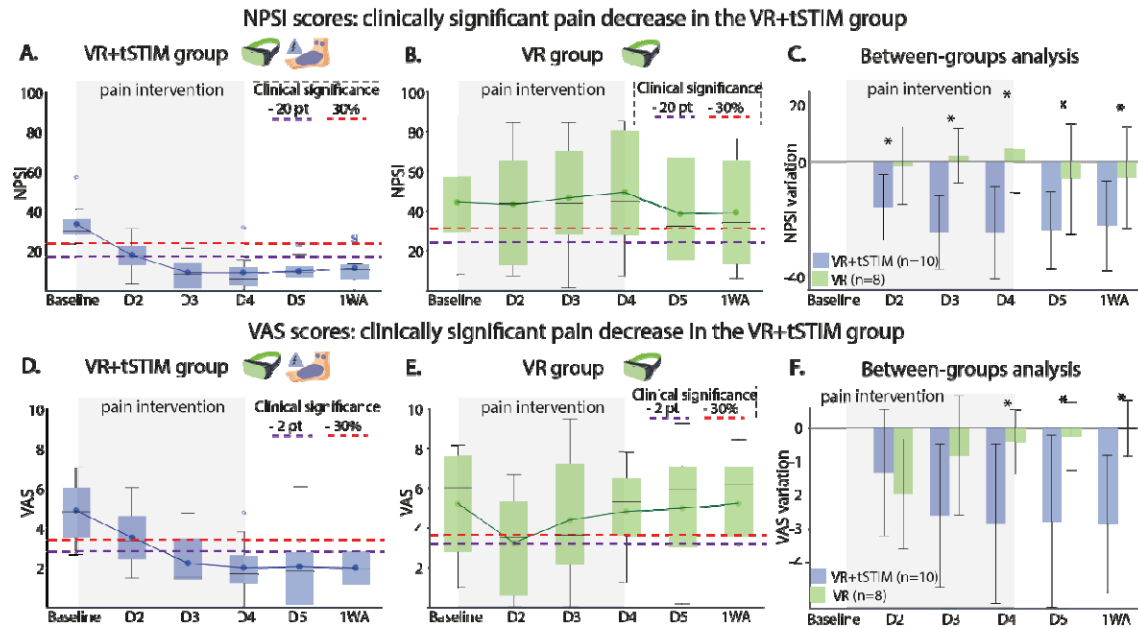 NPSI scores: clinically significant pain decrease in the VR+tSTIM group
A. VR+tSTIM group
pain intervention
Clinical significance
- 20 pt 30%
NPSI
100
80
60
40
20
Baseline D2 D3 D4 D5 1WA
B. VR group
pain intervention
Clinical significance
-20 pt - 30%
NPSI
100
80
60
40
20
Baseline D2 D3 D4 D5 1WA
C. Between-groups analysis
pain intervention
* * * * *
NPSI variation
20
0
-40
VR+tSTIM (n=10)
VR (n=8)
Baseline D2 D3 D4 D5 1WA
VAS scores: clinically significant pain decrease in the VR+tSTIM group
D. VR+tSTIM group
pain intervention
Clinical significance
- 2 pt - 30%
VAS
10
8
6
4
2
Baseline D2 D3 D4 D5 1WA
E. VR group
pain intervention
Clinical significance
- 2 pt - 30%
VAS
10
8
6
4
2
Baseline D2 D3 D4 D5 1WA
F. Between-groups analysis
pain intervention
* * *
VAS variation
0
-1
2
-3
-4
VR+tSTIM (n=10)
VR (n=8)
Baseline D2 D3 D4 D5 1WA